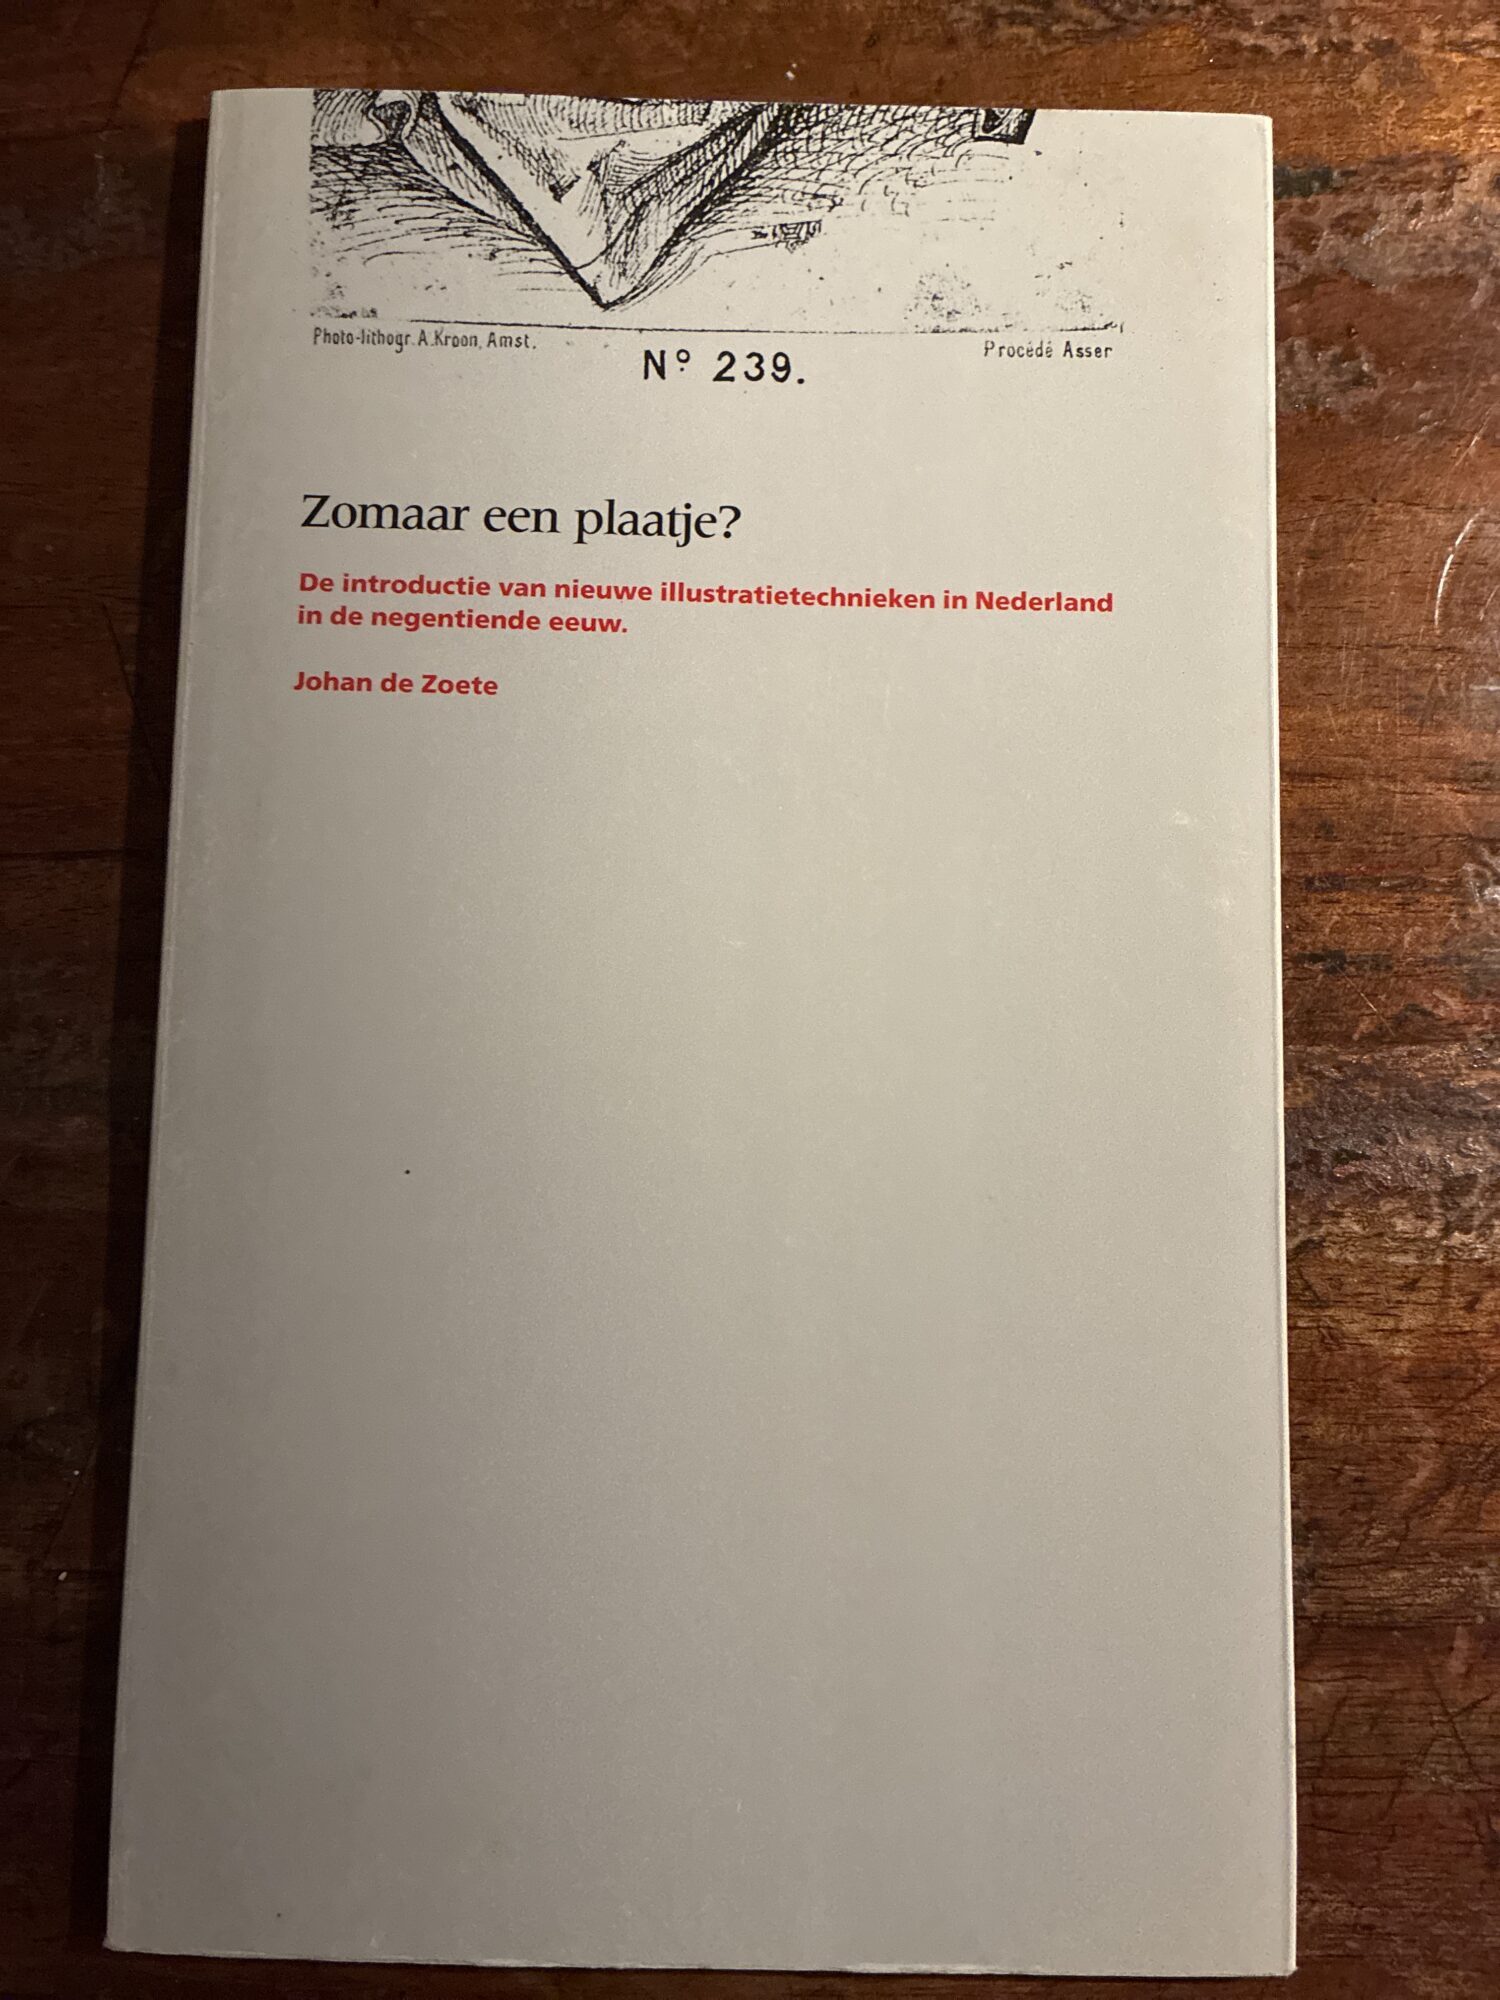 Photo-lithogr. A. Kroon, Amst.
Procédé Asser
Nº 239.
Zomaar een plaatje?
De introductie van nieuwe illustratietechnieken in Nederland
in de negentiende eeuw.
Johan de Zoete